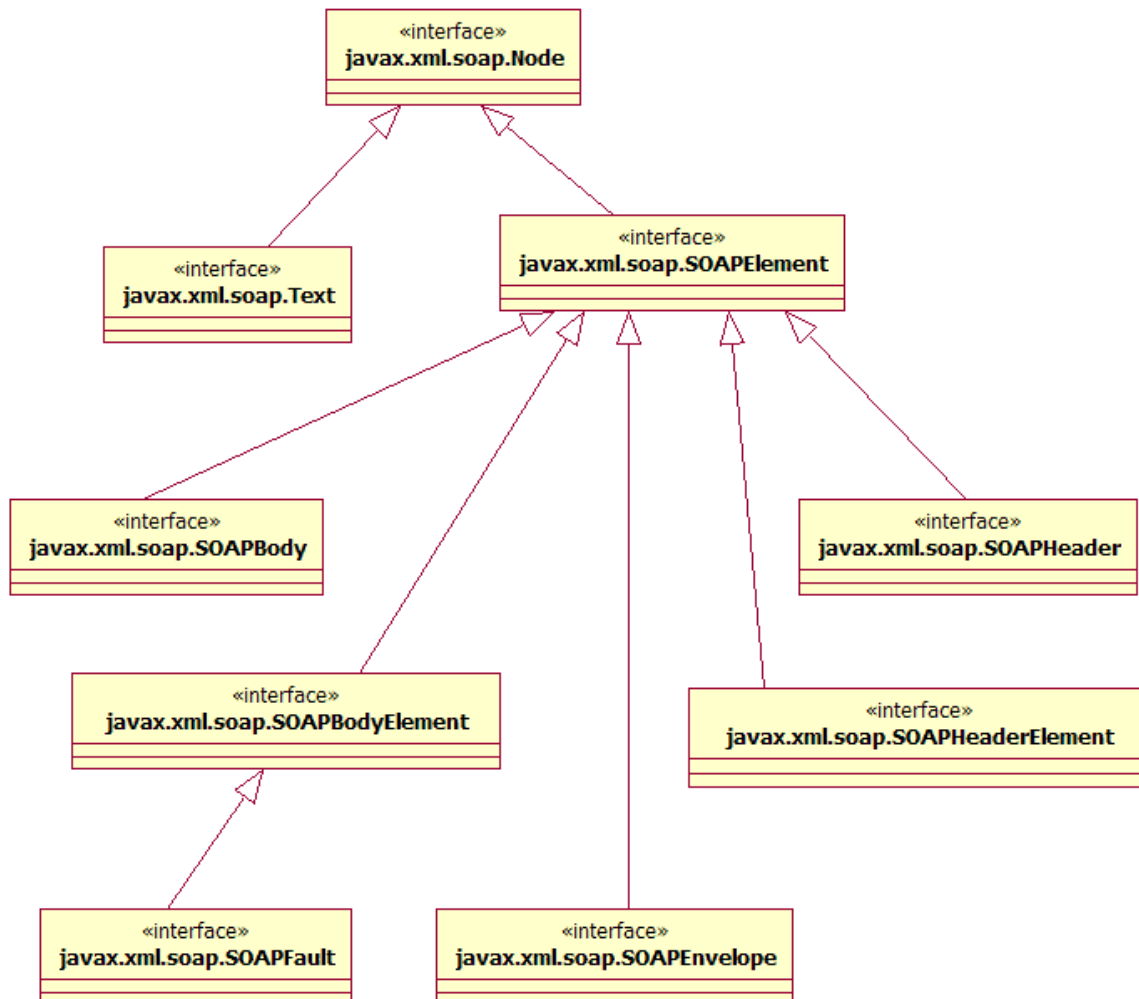 «interface»
javax.xml.soap.Node
«interface»
javax.xml.soap.SOAPElement
«interface»
javax.xml.soap.Text
«interface»
javax.xml.soap.SOAPBody
«interface»
javax.xml.soap.SOAPHeader
«interface»
javax.xml.soap.SOAPBodyElement
«interface»
javax.xml.soap.SOAPHeaderElement
«interface»
javax.xml.soap.SOAPFault
«interface»
javax.xml.soap.SOAPEnvelope